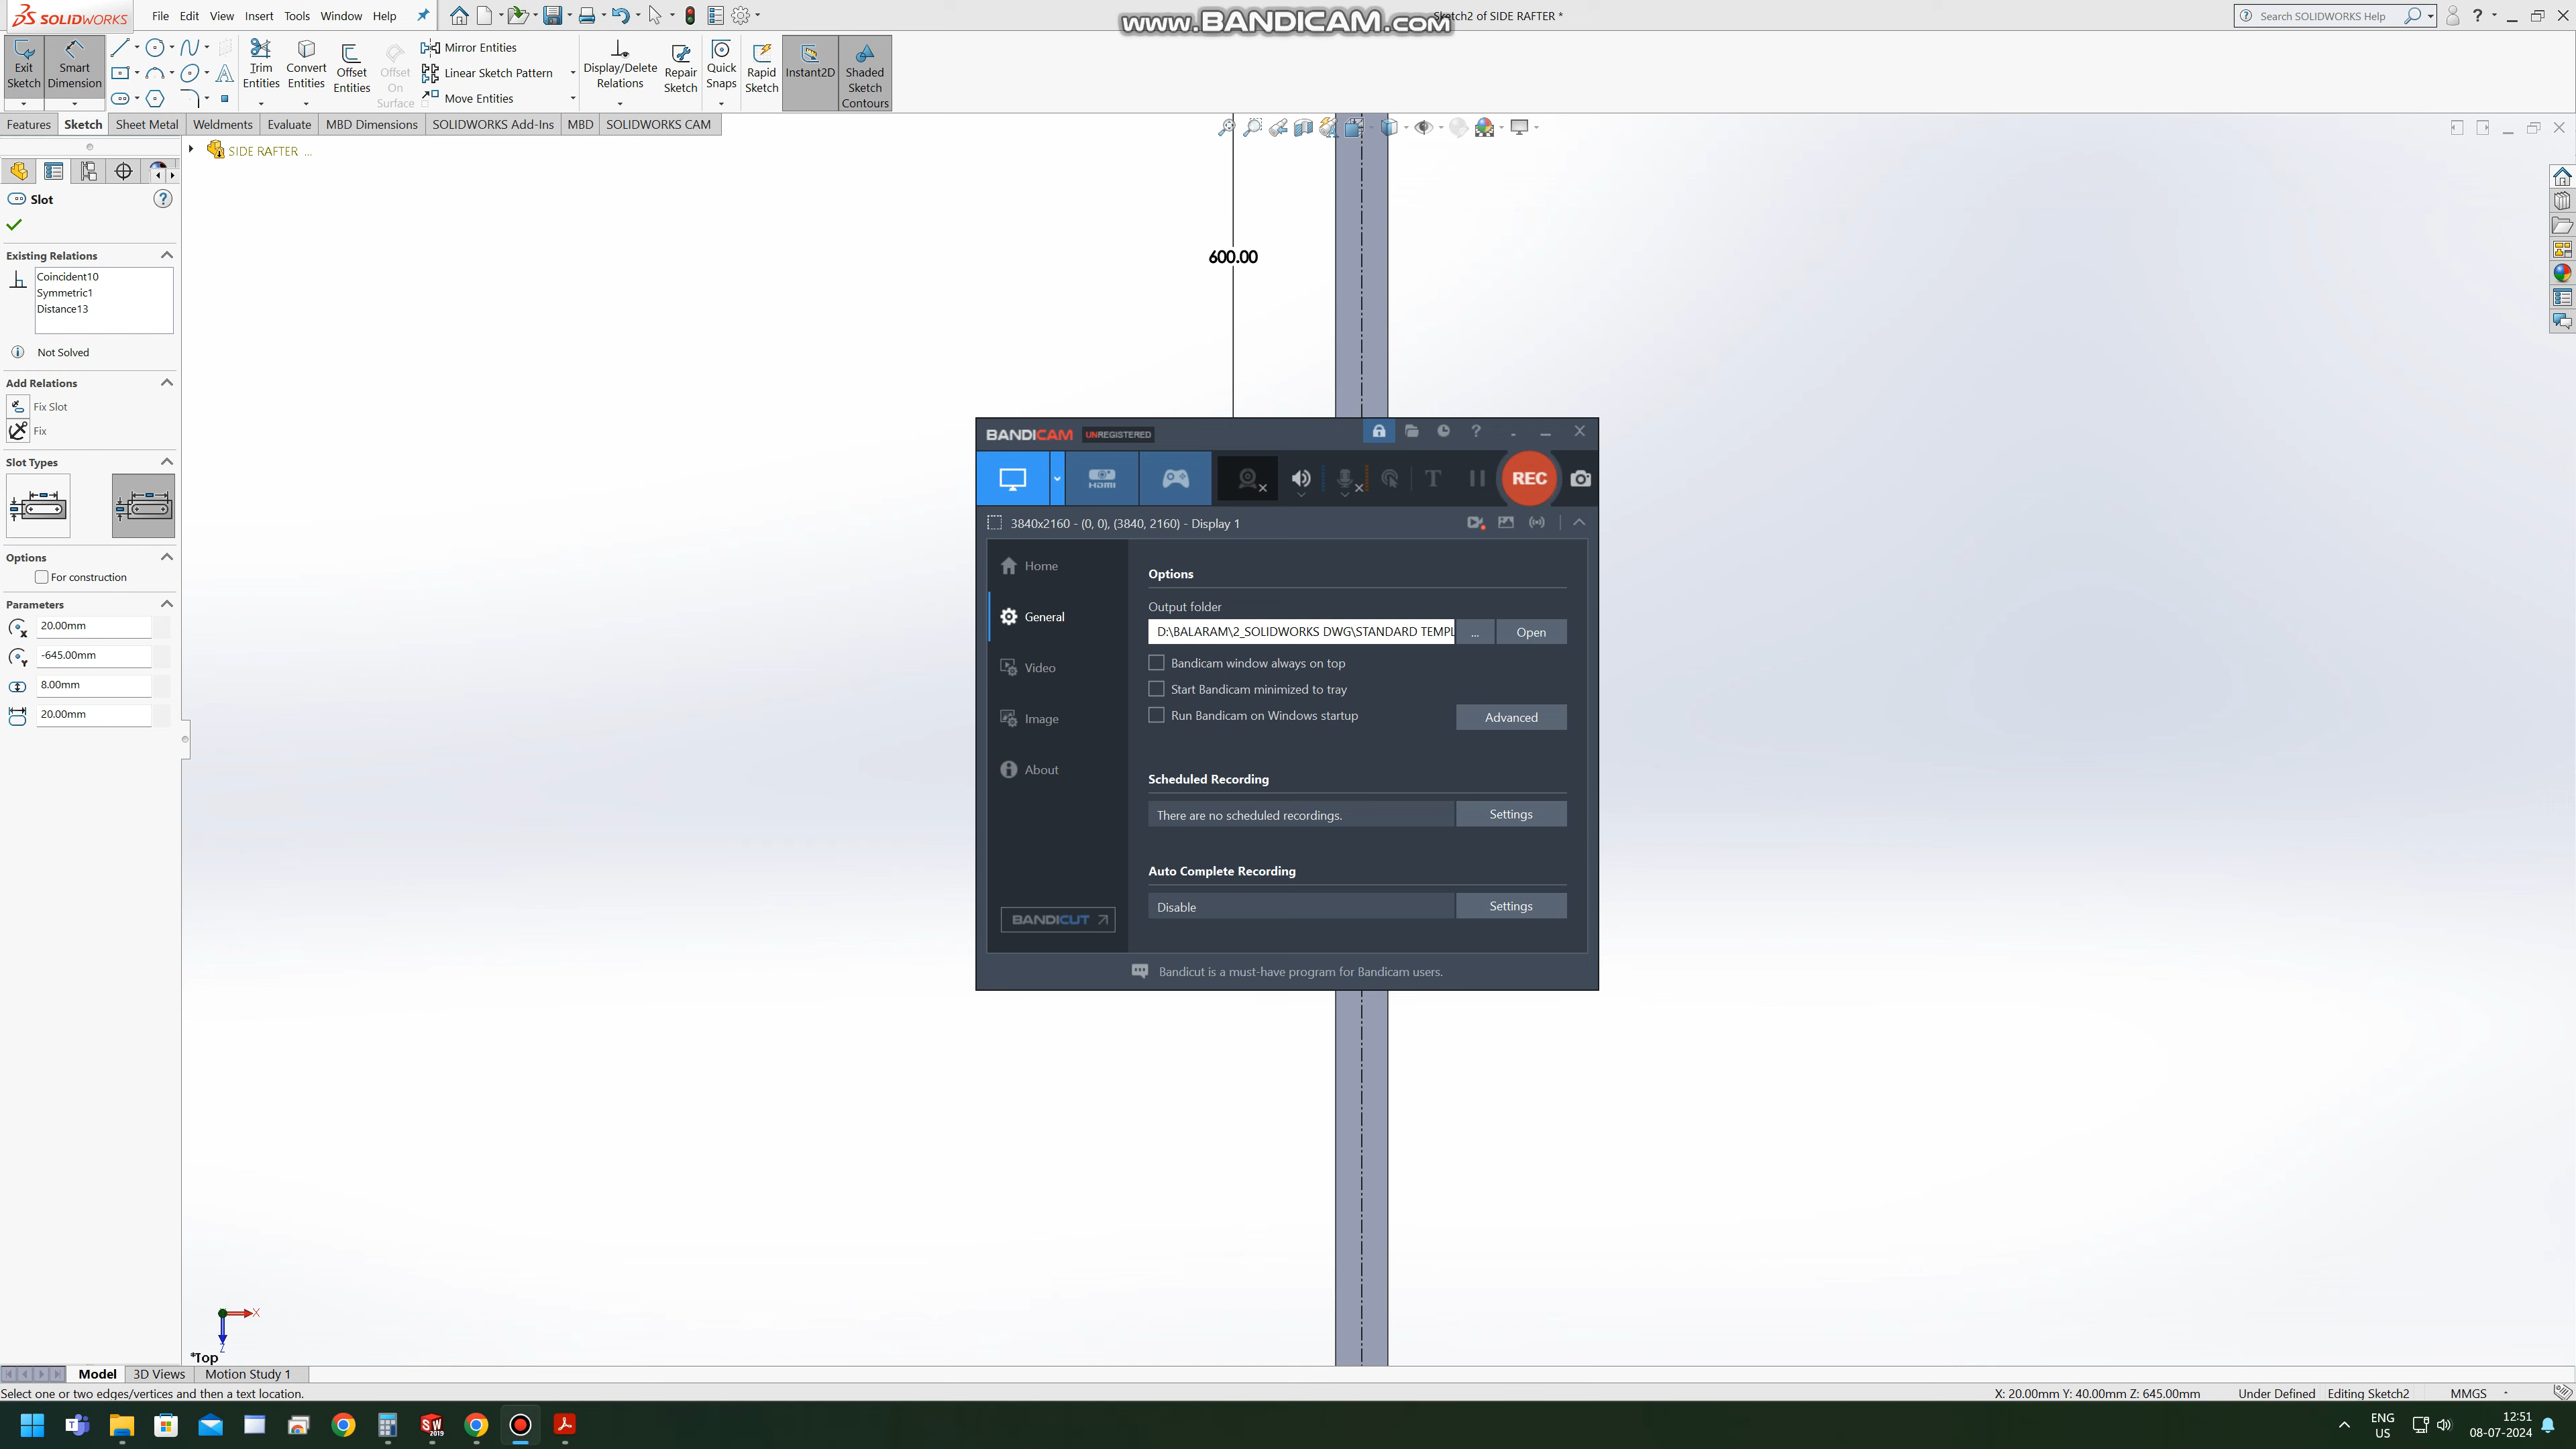 SOLIDWORKS
File Edit View Insert Tools Window Help
www.BANDICAM.com
Sketch2 of SIDE RAFTER *
Search SOLIDWORKS Help
Exit Sketch
Smart Dimension
Trim Entities
Convert Entities
Offset Entities
Offset On Surface
Mirror Entities
Linear Sketch Pattern
Move Entities
Display/Delete Relations
Repair Sketch
Quick Snaps
Rapid Sketch
Instant2D
Shaded Sketch Contours
Features Sketch Sheet Metal Weldments Evaluate MBD Dimensions SOLIDWORKS Add-Ins MBD SOLIDWORKS CAM
SIDE RAFTER ...
Slot
Existing Relations
Coincident10
Symmetric1
Distance13
Not Solved
Add Relations
Fix Slot
Fix
Slot Types
Options
For construction
Parameters
20.00mm
-645.00mm
8.00mm
20.00mm
600.00
BANDICAM UNREGISTERED
HDMI
T
REC
3840x2160 - (0, 0), (3840, 2160) - Display 1
Home
General
Video
Image
About
BANDICUT
Options
Output folder
D:\BALARAM\2_SOLIDWORKS DWG\STANDARD TEMPL
...
Open
Bandicam window always on top
Start Bandicam minimized to tray
Run Bandicam on Windows startup
Advanced
Scheduled Recording
There are no scheduled recordings.
Settings
Auto Complete Recording
Disable
Settings
Bandicut is a must-have program for Bandicam users.
X
Z
*Top
Model 3D Views Motion Study 1
Select one or two edges/vertices and then a text location.
X: 20.00mm Y: 40.00mm Z: 645.00mm Under Defined Editing Sketch2 MMGS
SW 2019
ENG
US
12:51
08-07-2024